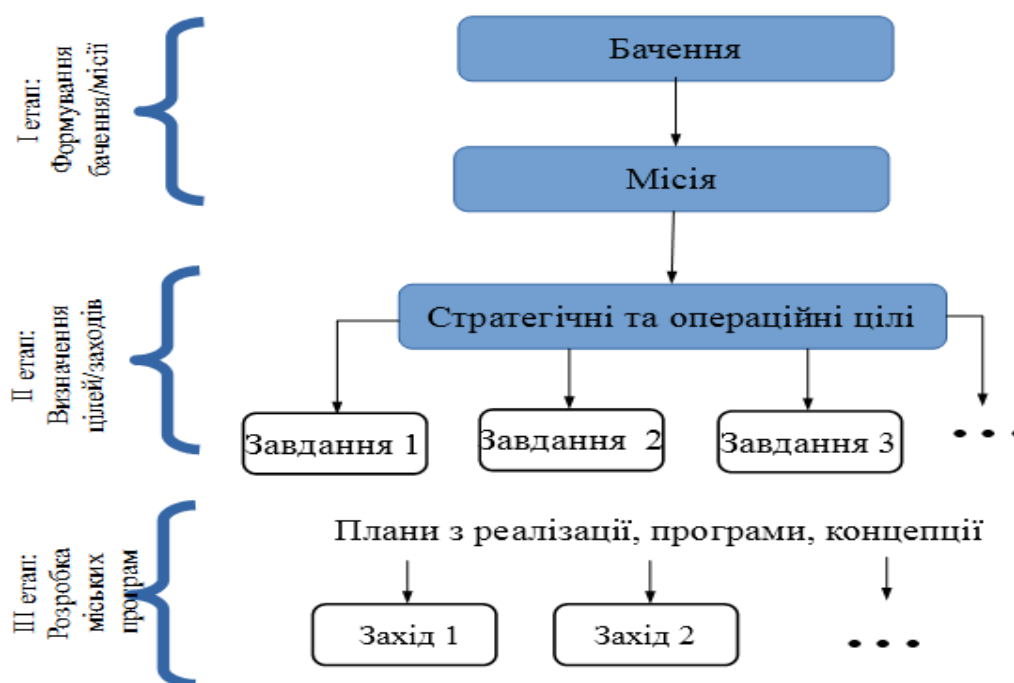 І етап:
Формування
бачення/місії
Бачення
Місія
ІІ етап:
Визначення
цілей/заходів
Стратегічні та операційні цілі
Завдання 1
Завдання 2
Завдання 3
• • •
ІІІ етап:
Розробка
міських
програм
Плани з реалізації, програми, концепції
Захід 1
Захід 2
• • •